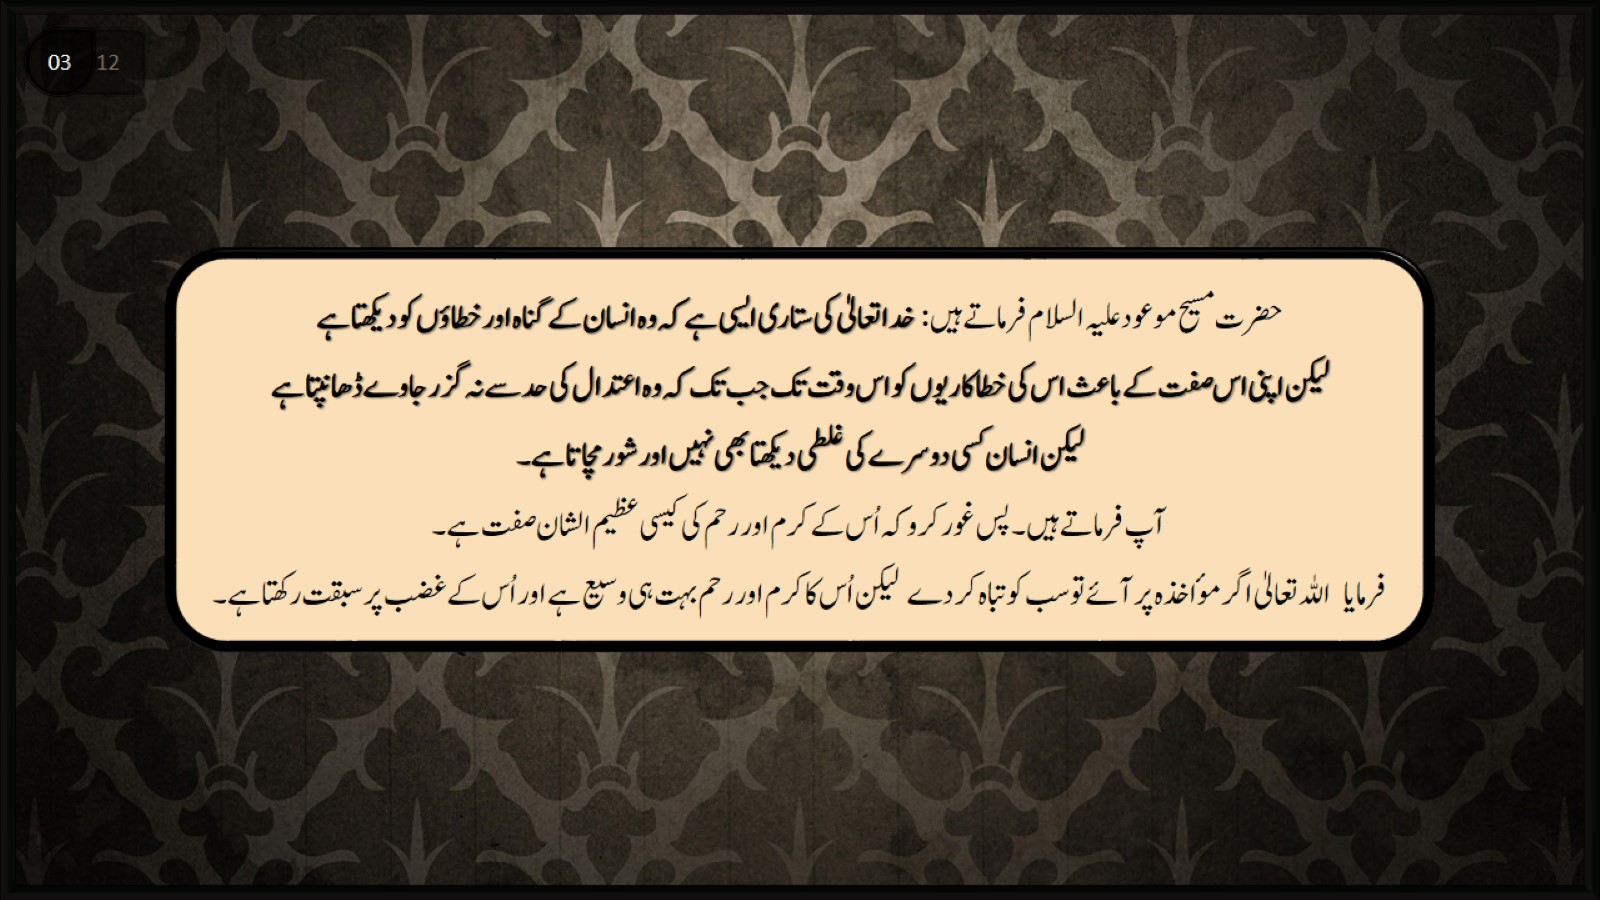 03 12
حضرت مسیح موعود علیہ السلام فرماتے ہیں: خدا تعالیٰ کی ستاری ایسی ہے کہ وہ انسان کے گناہ اور خطاؤں کو دیکھتا ہے
لیکن اپنی اس صفت کے باعث اس کی خطاکاریوں کو اس وقت تک جب تک کہ وہ اعتدال کی حد سے نہ گزر جاوے ڈھانپتا ہے
لیکن انسان کسی دوسرے کی غلطی دیکھتا بھی نہیں اور شور مچاتا ہے۔
آپ فرماتے ہیں۔ پس غور کرو کہ اُس کے کرم اور رحم کی کیسی عظیم الشان صفت ہے۔
فرمایا اللہ تعالیٰ اگر مؤاخذہ پر آئے تو سب کو تباہ کر دے لیکن اُس کا کرم اور رحم بہت ہی وسیع ہے اور اُس کے غضب پر سبقت رکھتا ہے۔